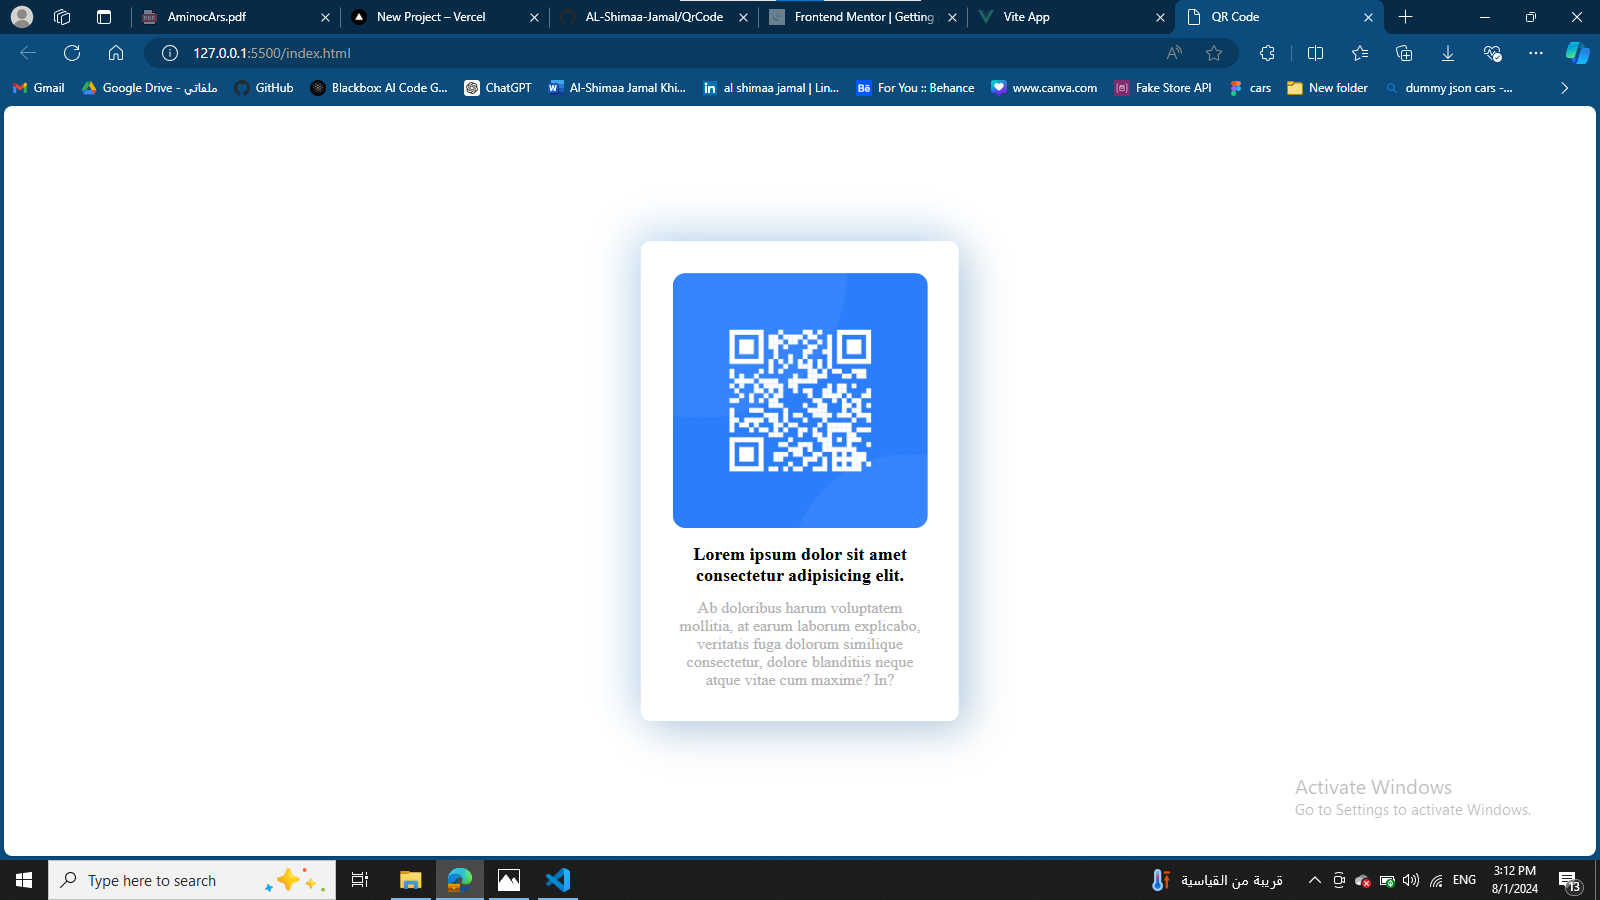 AminocArs.pdf
New Project – Vercel
AL-Shimaa-Jamal/QrCode
Frontend Mentor | Getting
Vite App
QR Code
127.0.0.1:5500/index.html
Gmail
Google Drive - ملفاتي
GitHub
Blackbox: AI Code G...
ChatGPT
Al-Shimaa Jamal Khi...
al shimaa jamal | Lin...
For You :: Behance
www.canva.com
Fake Store API
cars
New folder
dummy json cars -...
Lorem ipsum dolor sit amet
consectetur adipisicing elit.
Ab doloribus harum voluptatem
mollitia, at earum laborum explicabo,
veritatis fuga dolorum similique
consectetur, dolore blanditiis neque
atque vitae cum maxime? In?
Activate Windows
Go to Settings to activate Windows.
Type here to search
قريبة من القياسية
ENG
3:12 PM
8/1/2024
13